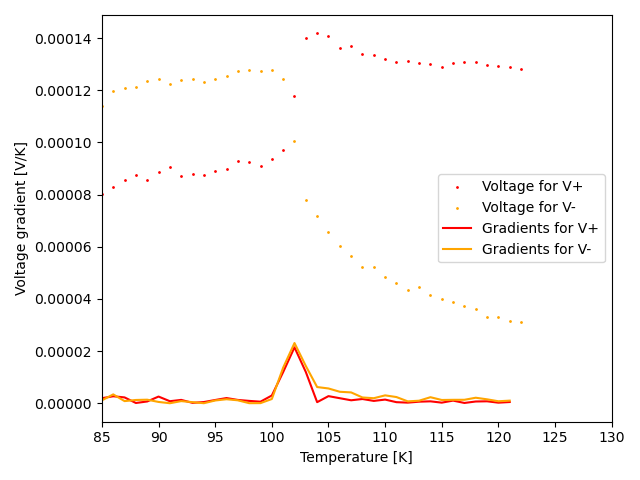 0.00014
0.00012
0.00010
0.00008
0.00006
0.00004
0.00002
0.00000
Voltage gradient [V/K]
Voltage for V+
Voltage for V-
Gradients for V+
Gradients for V-
85 90 95 100 105 110 115 120 125 130
Temperature [K]